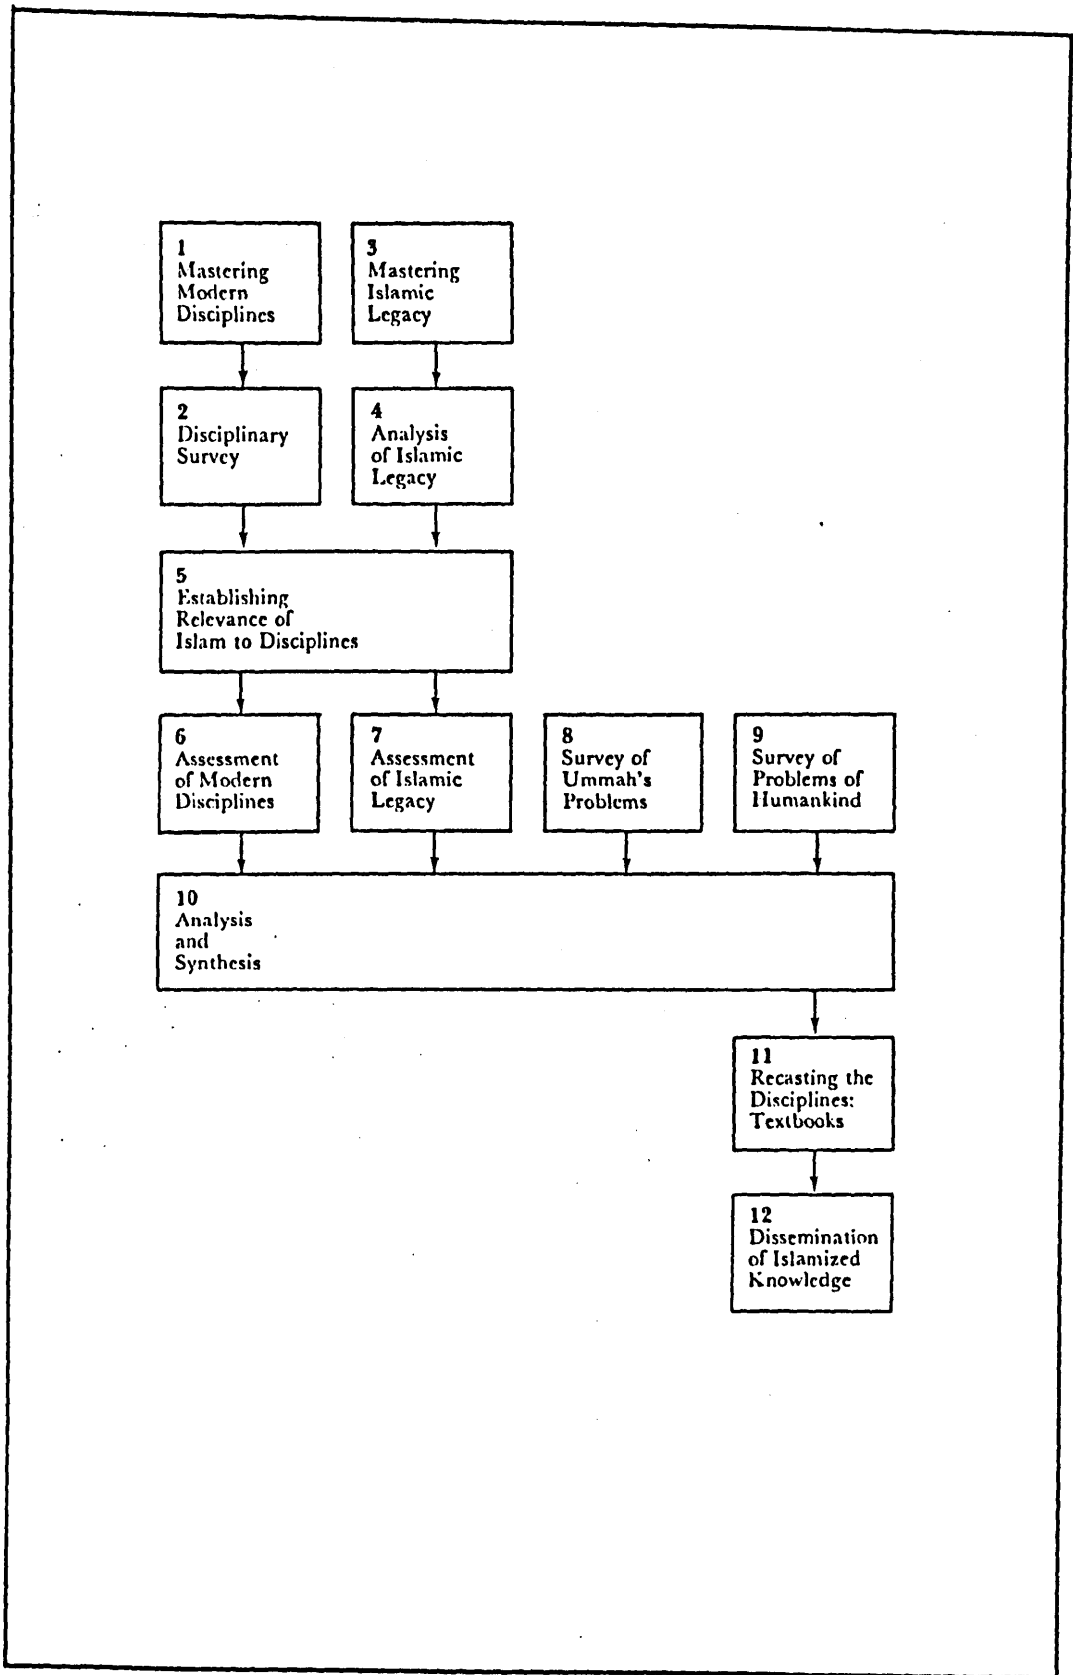 1
Mastering
Modern
Disciplines
3
Mastering
Islamic
Legacy
2
Disciplinary
Survey
4
Analysis
of Islamic
Legacy
5
Establishing
Relevance of
Islam to Disciplines
6
Assessment
of Modern
Disciplines
7
Assessment
of Islamic
Legacy
8
Survey of
Ummah's
Problems
9
Survey of
Problems of
Humankind
10
Analysis
and
Synthesis
11
Recasting the
Disciplines:
Textbooks
12
Dissemination
of Islamized
Knowledge